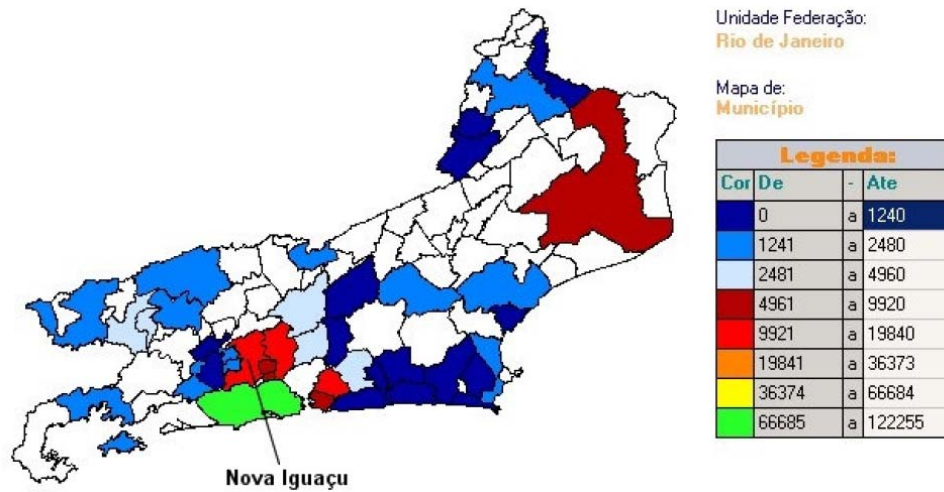 Unidade Federação:
Rio de Janeiro
Mapa de:
Município
Legenda:
Cor De - Ate
0 a 1240
1241 a 2480
2481 a 4960
4961 a 9920
9921 a 19840
19841 a 36373
36374 a 66684
66685 a 122255
Nova Iguaçu